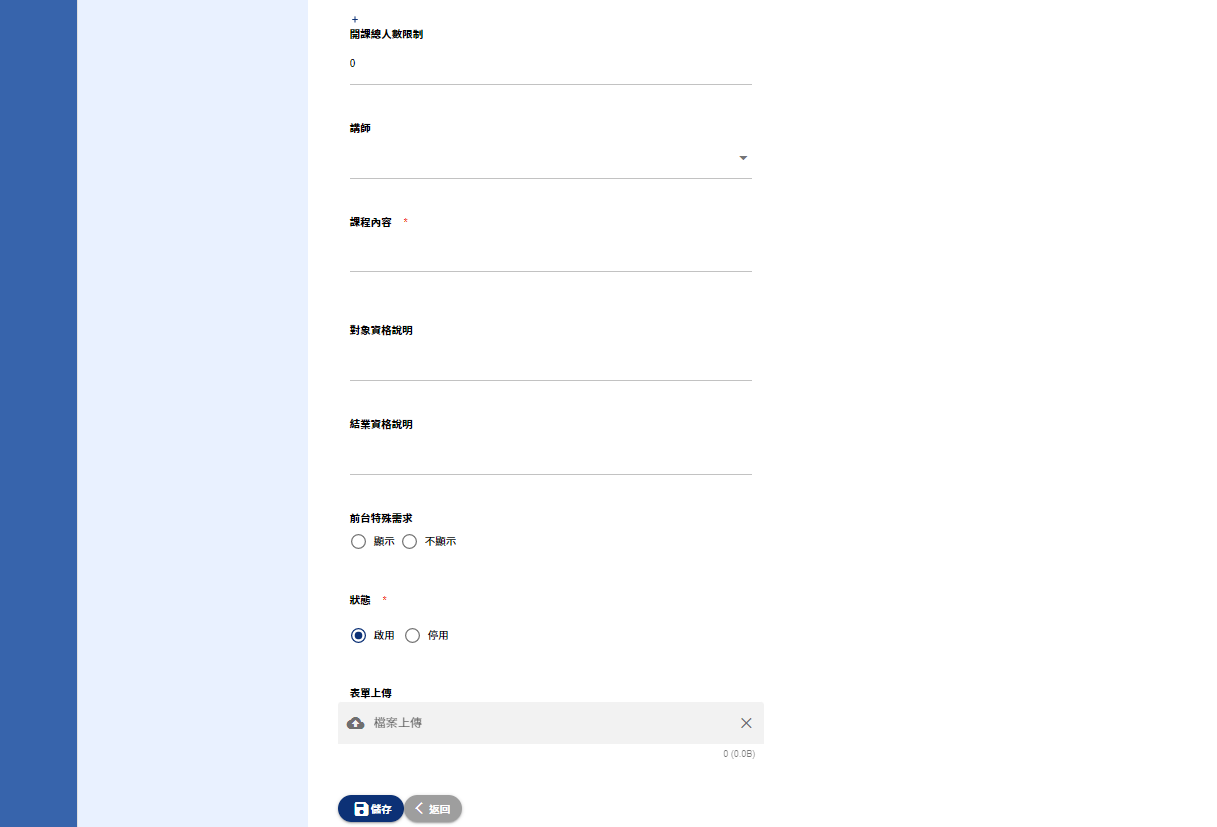 +
開課總人數限制
0
講師
課程內容 *
對象資格說明
結業資格說明
前台特殊需求
顯示 不顯示
狀態 *
啟用 停用
表單上傳
檔案上傳
0 (0.0B)
儲存 返回